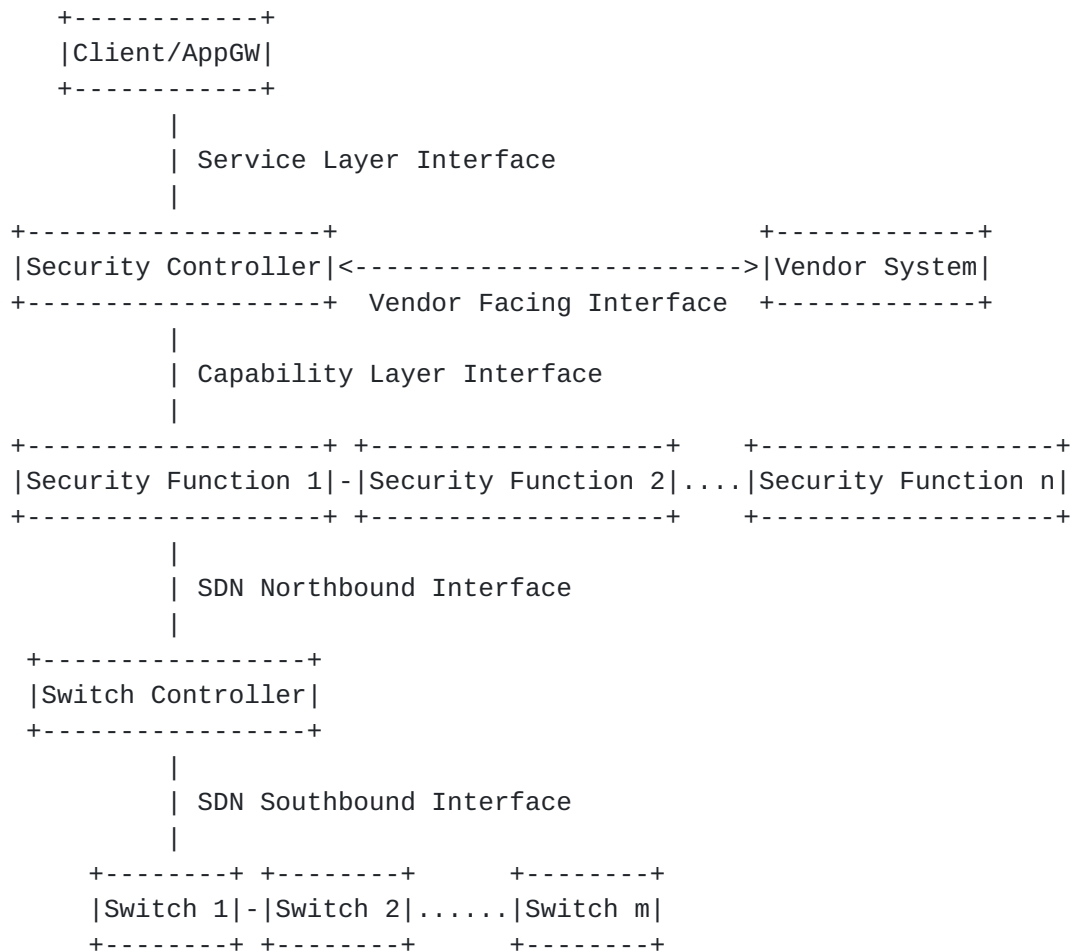 +------------+
|Client/AppGW|
+------------+
|
| Service Layer Interface
|
+-------------------+ +-------------+
|Security Controller|<------------------------->|Vendor System|
+-------------------+ Vendor Facing Interface +-------------+
|
| Capability Layer Interface
|
+-------------------+ +-------------------+ +-------------------+
|Security Function 1|-|Security Function 2|....|Security Function n|
+-------------------+ +-------------------+ +-------------------+
|
| SDN Northbound Interface
|
+-----------------+
|Switch Controller|
+-----------------+
|
| SDN Southbound Interface
|
+--------+ +--------+ +--------+
|Switch 1|-|Switch 2|......|Switch m|
+--------+ +--------+ +--------+